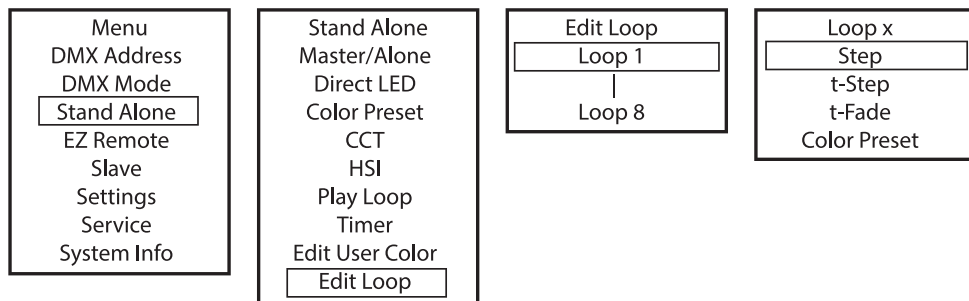 Menu
DMX Address
DMX Mode
Stand Alone
EZ Remote
Slave
Settings
Service
System Info
Stand Alone
Master/Alone
Direct LED
Color Preset
CCT
HSI
Play Loop
Timer
Edit User Color
Edit Loop
Edit Loop
Loop 1
Loop 8
Loop x
Step
t-Step
t-Fade
Color Preset